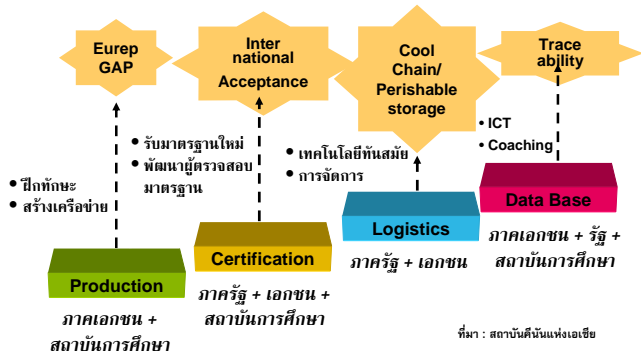 Eurep
GAP
Inter
national
Acceptance
Cool
Chain/
Perishable
storage
Trace
ability
• ฝึกทักษะ
• สร้างเครือข่าย
• รับมาตรฐานใหม่
• พัฒนาผู้ตรวจสอบ
มาตรฐาน
• เทคโนโลยีทันสมัย
• การจัดการ
• ICT
• Coaching
Production
ภาคเอกชน +
สถาบันการศึกษา
Certification
ภาครัฐ + เอกชน +
สถาบันการศึกษา
Logistics
ภาครัฐ + เอกชน
Data Base
ภาคเอกชน + รัฐ +
สถาบันการศึกษา
ที่มา : สถาบันคีนันแห่งเอเซีย